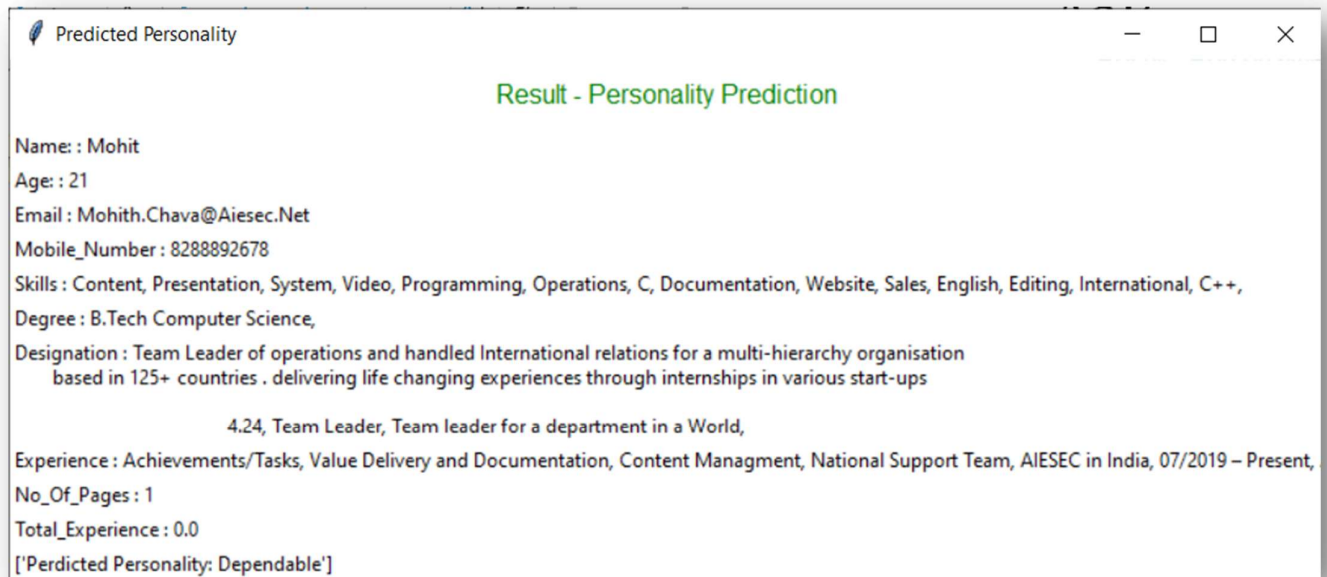 Predicted Personality
Result - Personality Prediction
Name: : Mohit
Age: : 21
Email : Mohith.Chava@Aiesec.Net
Mobile_Number : 8288892678
Skills : Content, Presentation, System, Video, Programming, Operations, C, Documentation, Website, Sales, English, Editing, International, C++,
Degree : B.Tech Computer Science,
Designation : Team Leader of operations and handled International relations for a multi-hierarchy organisation
based in 125+ countries . delivering life changing experiences through internships in various start-ups
4.24, Team Leader, Team leader for a department in a World,
Experience : Achievements/Tasks, Value Delivery and Documentation, Content Managment, National Support Team, AIESEC in India, 07/2019 – Present,
No_Of_Pages : 1
Total_Experience : 0.0
['Perdicted Personality: Dependable']